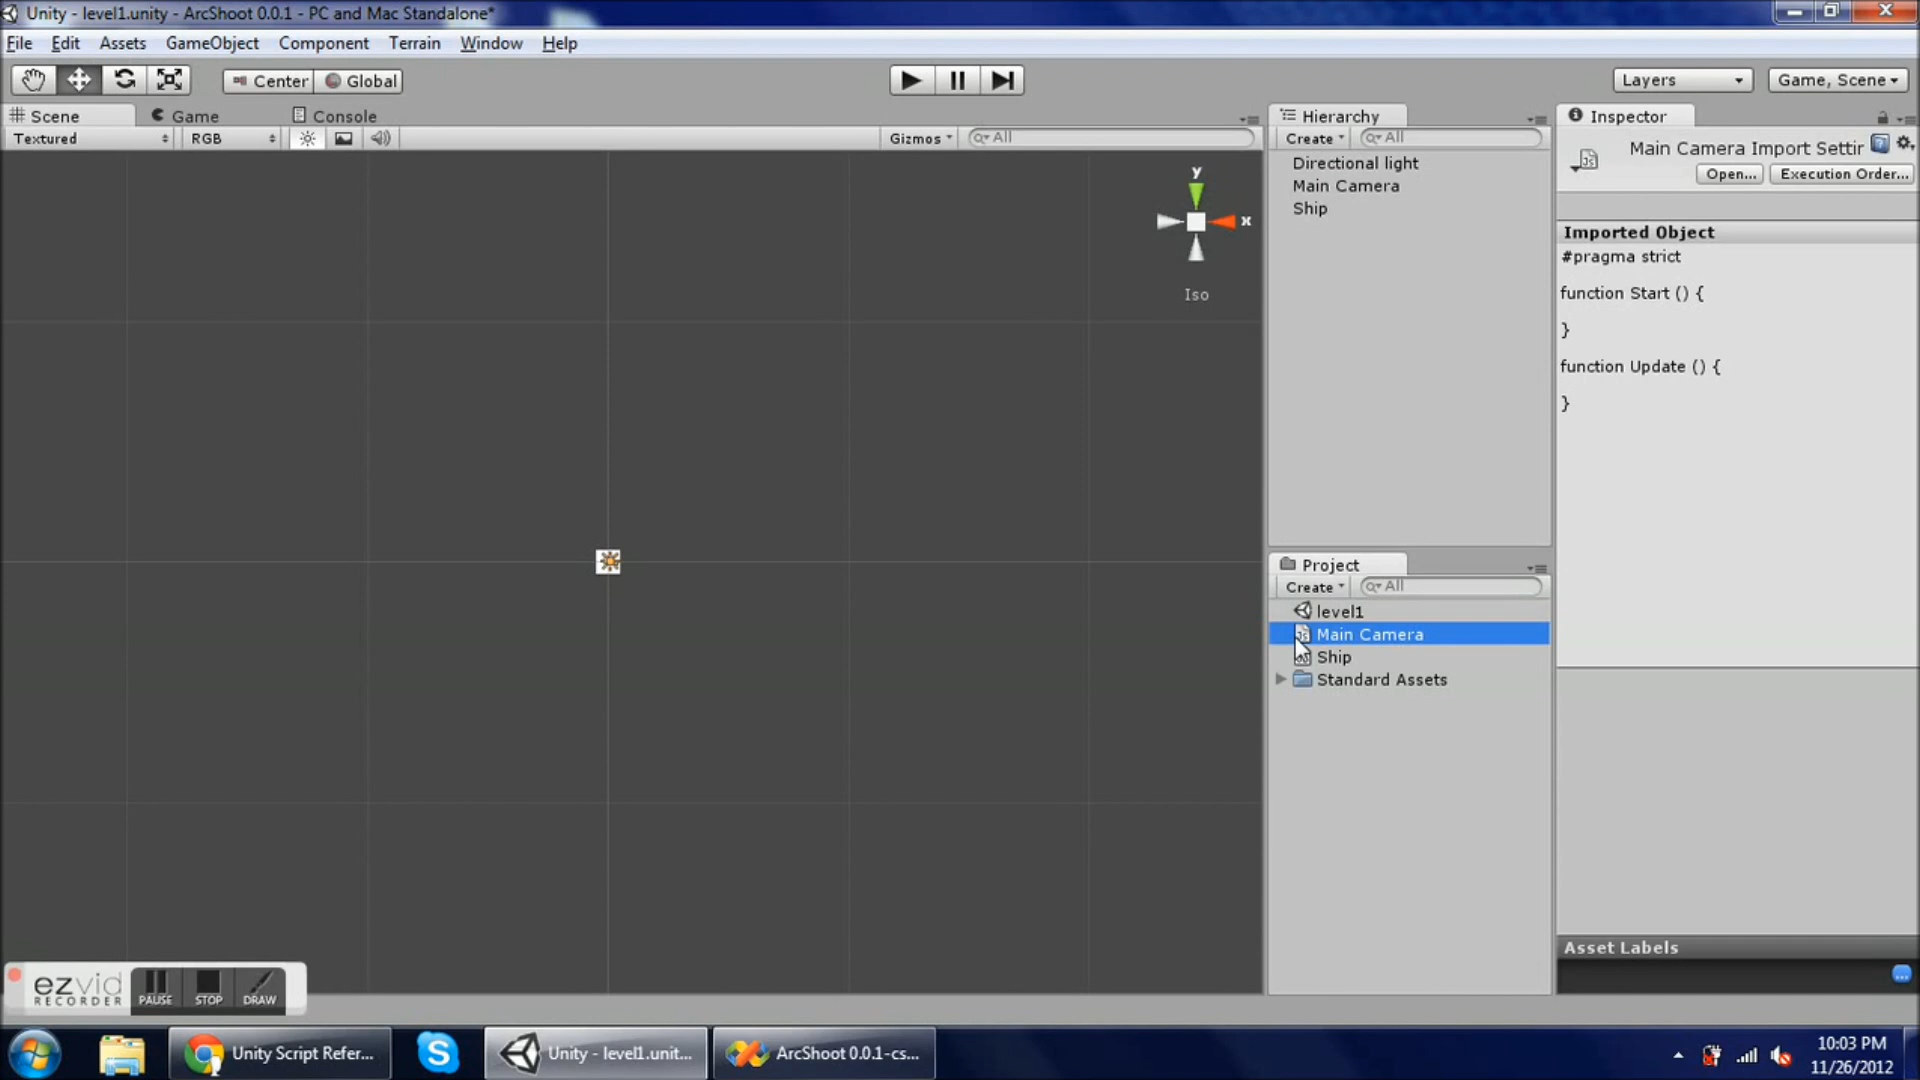 Unity - level1.unity - ArcShoot 0.0.1 - PC and Mac Standalone*
File Edit Assets GameObject Component Terrain Window Help
Center Global Layers Game, Scene
Scene Game Console Hierarchy Inspector
Textured RGB Gizmos All Create All
Directional light
Main Camera
Ship
Main Camera Import Settir
Open... Execution Order...
y
x
Iso
Imported Object
#pragma strict
function Start () {
}
function Update () {
}
Project
Create All
level1
Main Camera
Ship
Standard Assets
Asset Labels
ezvid
RECORDER
PAUSE STOP DRAW
Unity Script Refer...
Unity - level1.unit...
ArcShoot 0.0.1-cs...
10:03 PM
11/26/2012